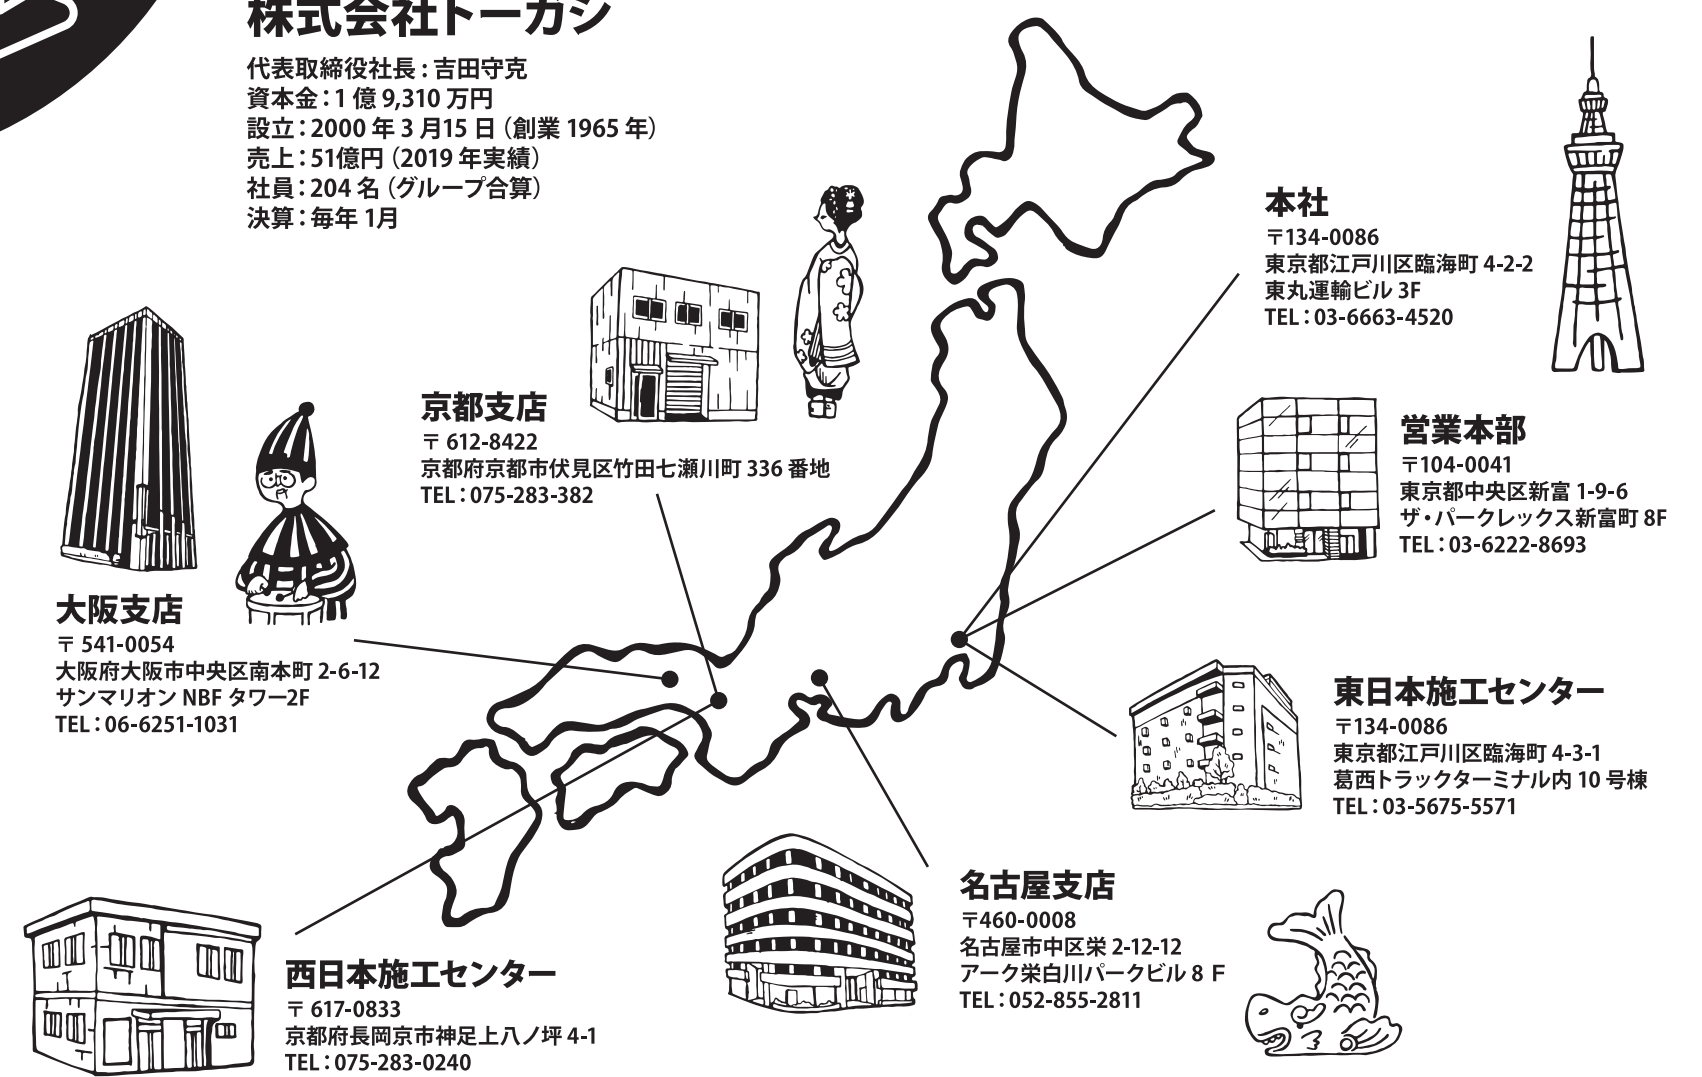 株式会社トーガシ
代表取締役社長：吉田守克
資本金：1 億 9,310 万円
設立：2000 年 3 月15 日（創業 1965 年）
売上：51億円（2019 年実績）
社員：204 名（グループ合算）
決算：毎年 1月
本社
〒134-0086
東京都江戸川区臨海町 4-2-2
東丸運輸ビル 3F
TEL：03-6663-4520
京都支店
〒 612-8422
京都府京都市伏見区竹田七瀬川町 336 番地
TEL：075-283-382
営業本部
〒104-0041
東京都中央区新富 1-9-6
ザ・パークレックス新富町 8F
TEL：03-6222-8693
大阪支店
〒 541-0054
大阪府大阪市中央区南本町 2-6-12
サンマリオン NBF タワー2F
TEL：06-6251-1031
東日本施工センター
〒134-0086
東京都江戸川区臨海町 4-3-1
葛西トラックターミナル内 10 号棟
TEL：03-5675-5571
名古屋支店
〒460-0008
名古屋市中区栄 2-12-12
アーク栄白川パークビル 8 F
TEL：052-855-2811
西日本施工センター
〒 617-0833
京都府長岡京市神足上八ノ坪 4-1
TEL：075-283-0240